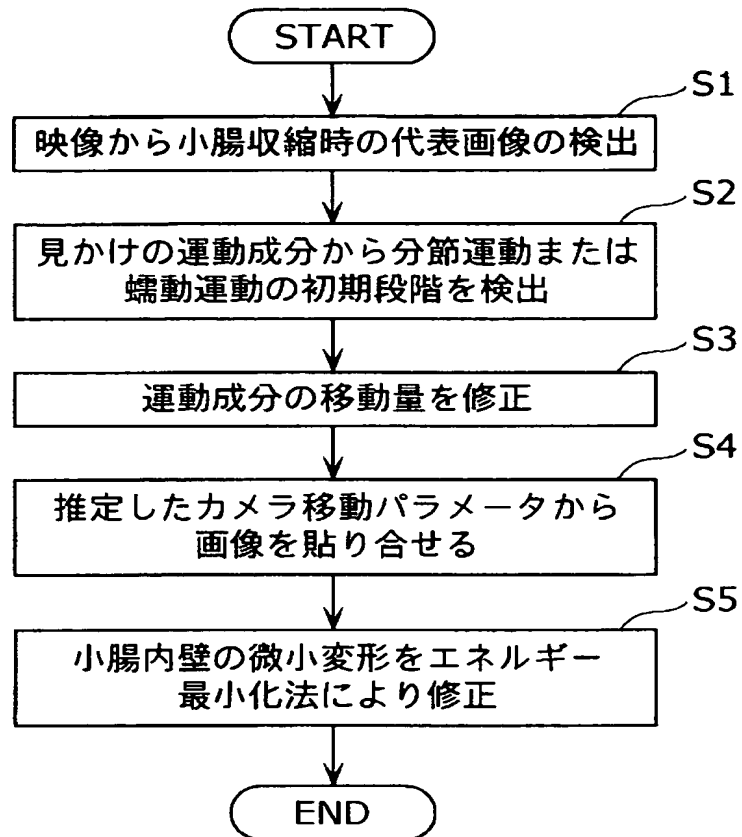 START
S1
映像から小腸収縮時の代表画像の検出
S2
見かけの運動成分から分節運動または
蠕動運動の初期段階を検出
S3
運動成分の移動量を修正
S4
推定したカメラ移動パラメータから
画像を貼り合せる
S5
小腸内壁の微小変形をエネルギー
最小化法により修正
END